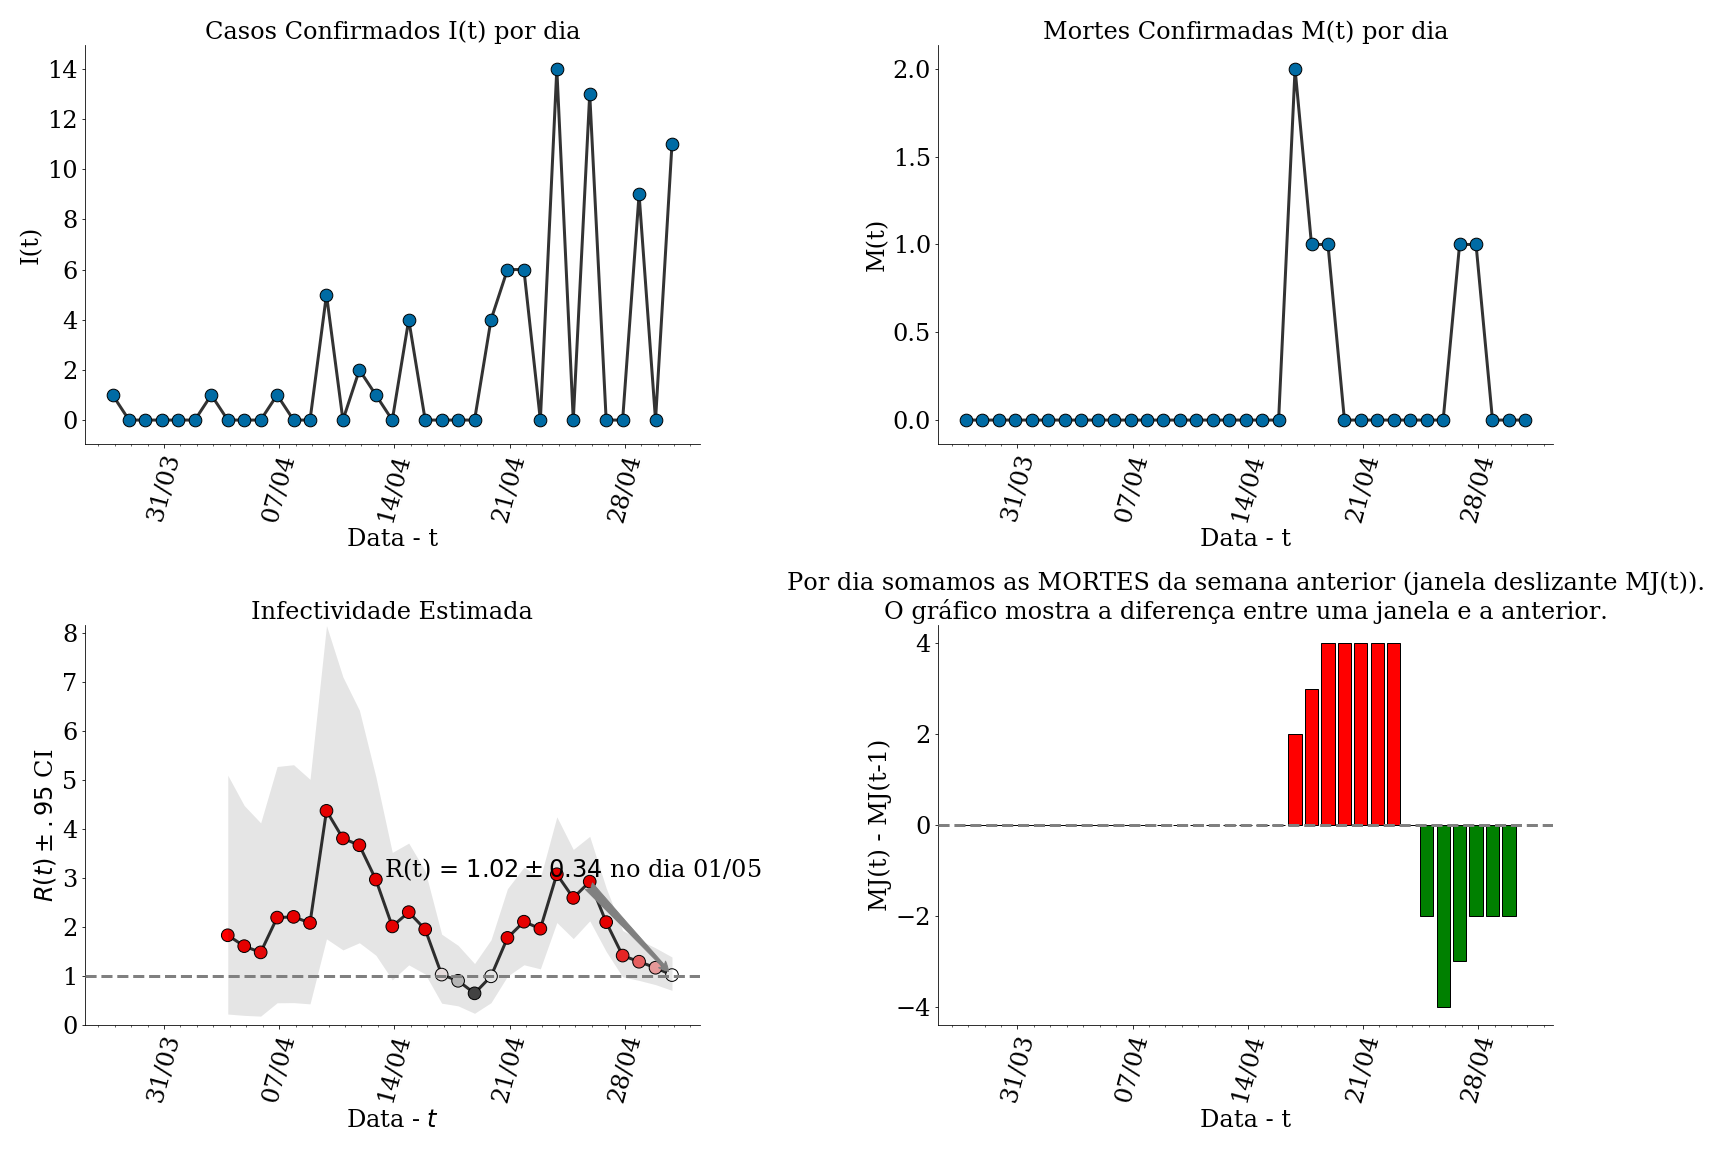 Casos Confirmados I(t) por dia
14
12
10
8
6
4
2
0
I(t)
31/03 07/04 14/04 21/04 28/04
Data - t
Mortes Confirmadas M(t) por dia
2.0
1.5
1.0
0.5
0.0
M(t)
31/03 07/04 14/04 21/04 28/04
Data - t
Infectividade Estimada
8
7
6
5
4
3
2
1
0
R(t) ± .95 CI
R(t) = 1.02 ± 0.34 no dia 01/05
31/03 07/04 14/04 21/04 28/04
Data - t
Por dia somamos as MORTES da semana anterior (janela deslizante MJ(t)).
O gráfico mostra a diferença entre uma janela e a anterior.
4
2
0
−2
−4
MJ(t) - MJ(t-1)
31/03 07/04 14/04 21/04 28/04
Data - t